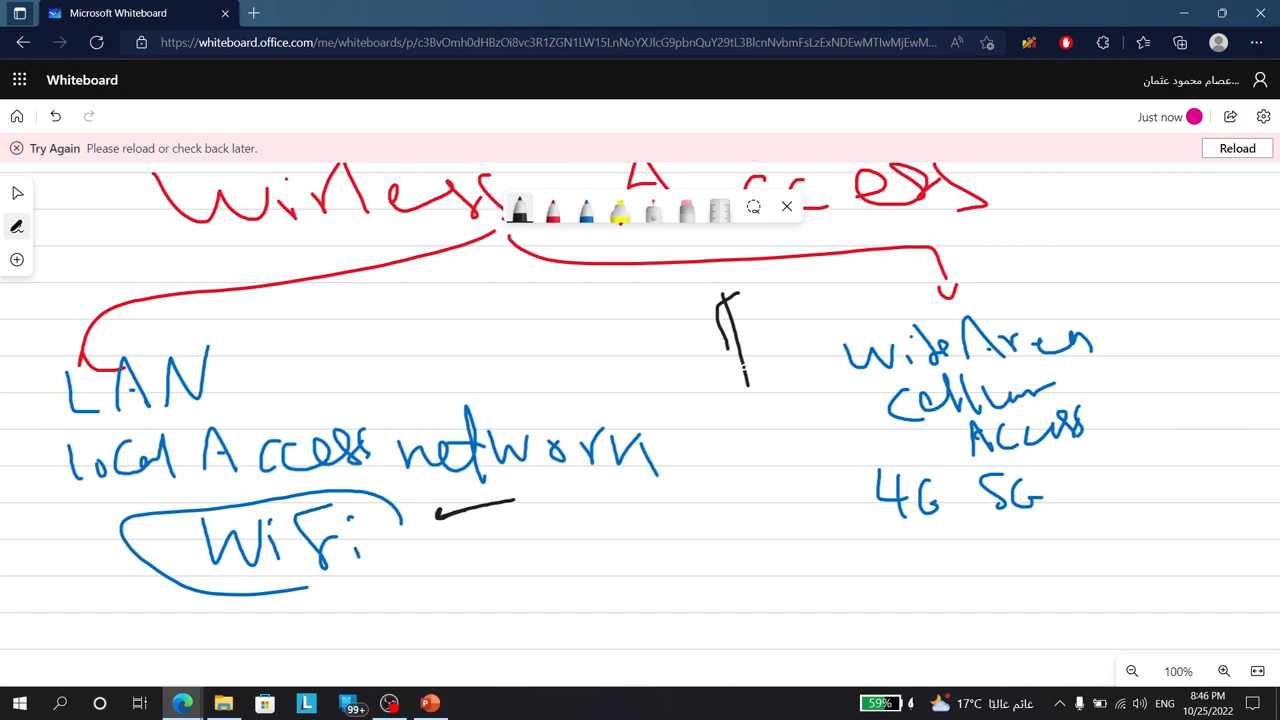 Microsoft Whiteboard
https://whiteboard.office.com/me/whiteboards/p/c3BvOmh0dHBzOi8vc3R1ZGN1LW15LnNoYXJlcG9pbnQuY29tL3BlcnNvbmFsLzExNDEwMTIwMjEwM...
Whiteboard
عصام محمود عثمان...
Just now
Try Again Please reload or check back later.
Reload
Wirless Access
LAN
local Access network
WiFi
Wide Area
Cellular
Access
4G 5G
100%
99+
59%
17°C غائم غالبًا
8:46 PM
10/25/2022